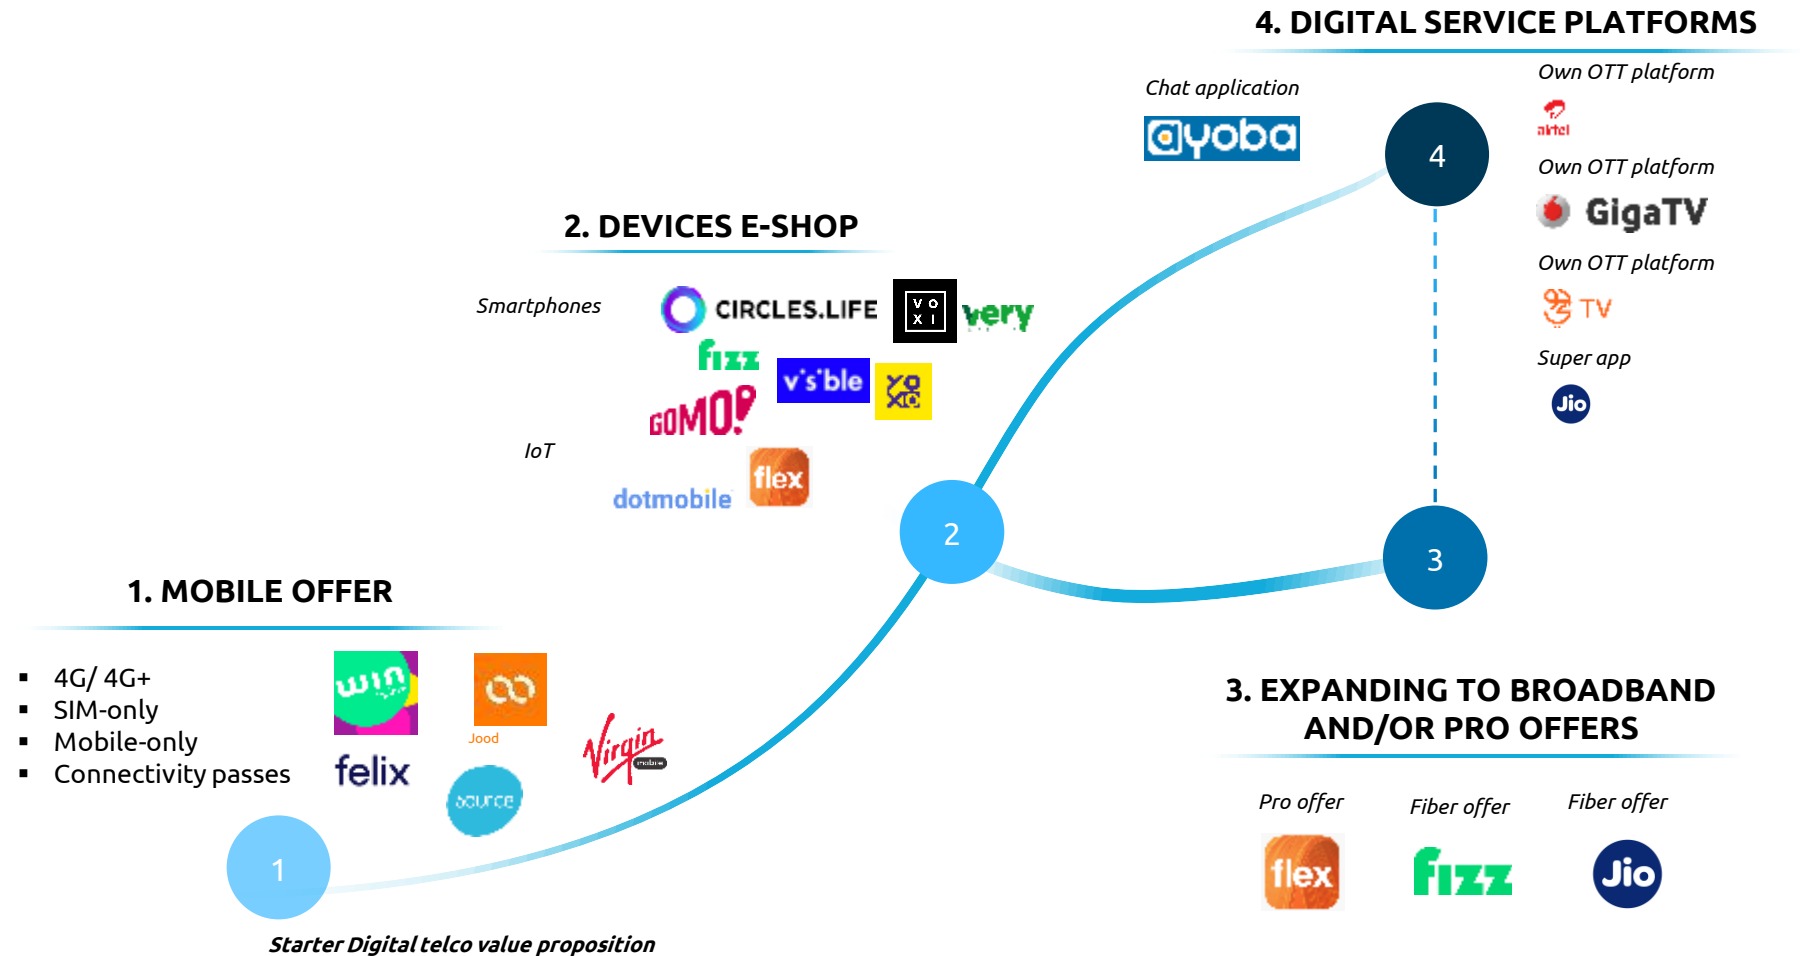 4. DIGITAL SERVICE PLATFORMS
Chat application
ayoba
4
Own OTT platform
airtel
Own OTT platform
GigaTV
Own OTT platform
TV
Super app
Jio
2. DEVICES E-SHOP
Smartphones
CIRCLES.LIFE
VO
XI
very
fizz
visible
YO
GOMO!
IoT
dotmobile
flex
2
3
1. MOBILE OFFER
▪ 4G/ 4G+
▪ SIM-only
▪ Mobile-only
▪ Connectivity passes
win
Jood
Virgin
mobile
felix
source
1
Starter Digital telco value proposition
3. EXPANDING TO BROADBAND
AND/OR PRO OFFERS
Pro offer
Fiber offer
Fiber offer
flex
fizz
Jio